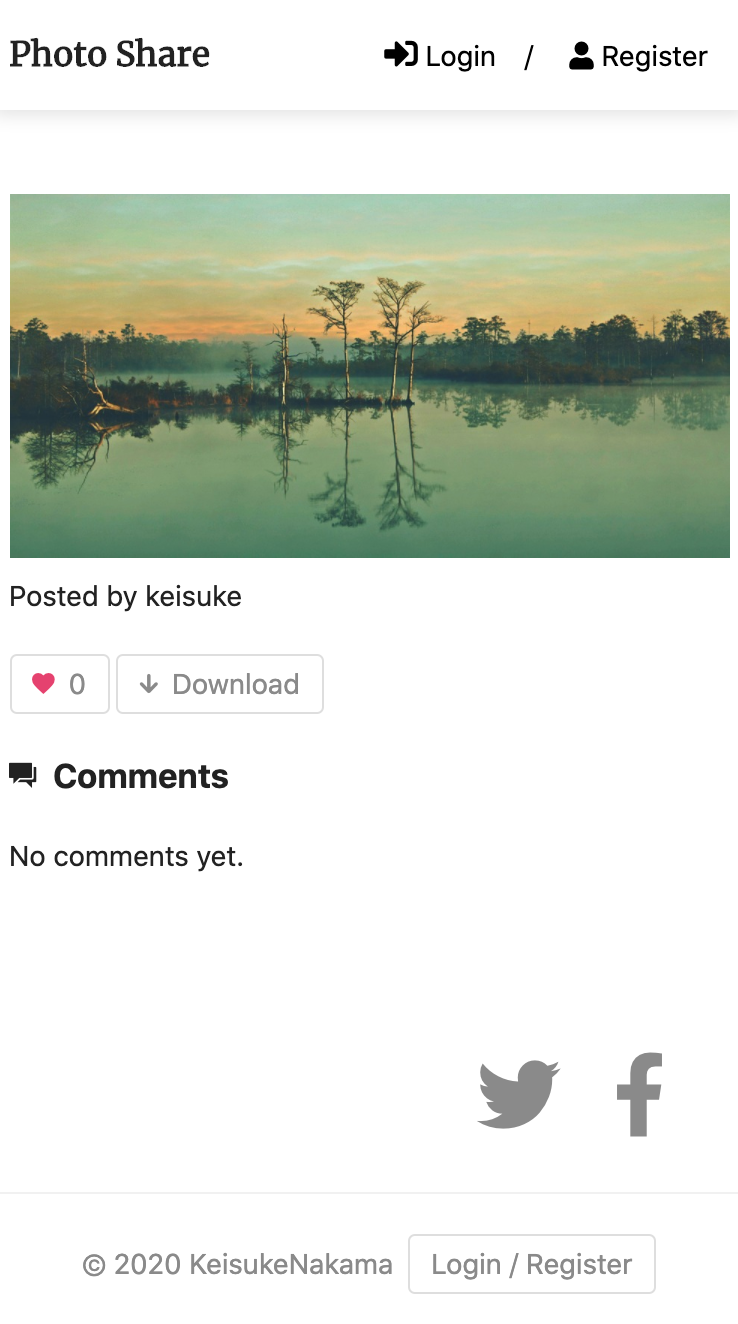 Photo Share
Login / Register
Posted by keisuke
0
Download
Comments
No comments yet.
© 2020 KeisukeNakama
Login / Register